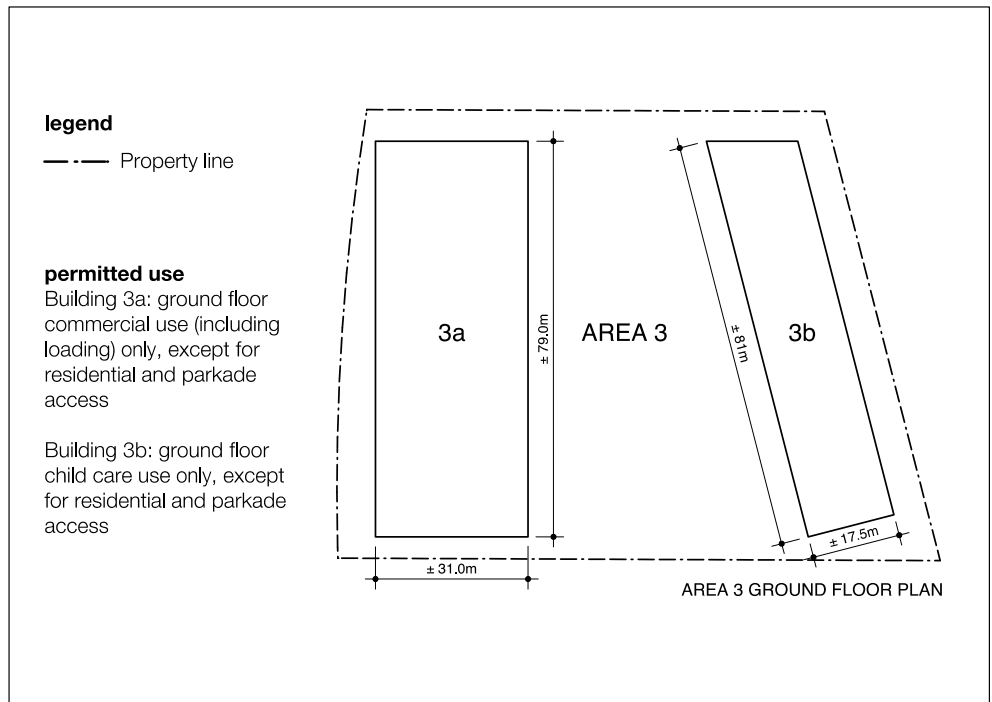 legend
Property line
permitted use
Building 3a: ground floor
commercial use (including
loading) only, except for
residential and parkade
access
Building 3b: ground floor
child care use only, except
for residential and parkade
access
3a
± 79.0m
AREA 3
± 81m
3b
± 17.5m
± 31.0m
AREA 3 GROUND FLOOR PLAN